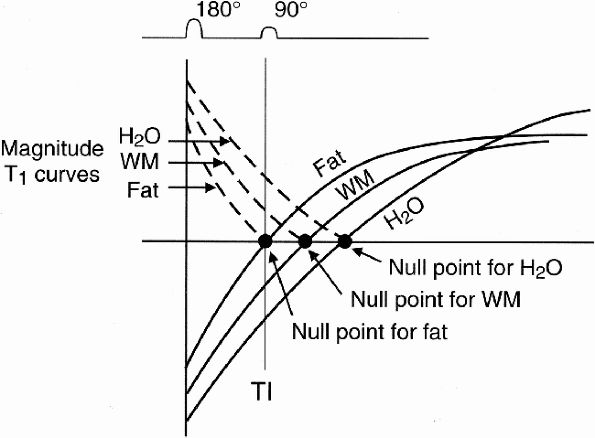 180° 90°
H₂O
Magnitude WM
T₁ curves Fat
Fat
WM
H₂O
Null point for H₂O
Null point for WM
Null point for fat
TI